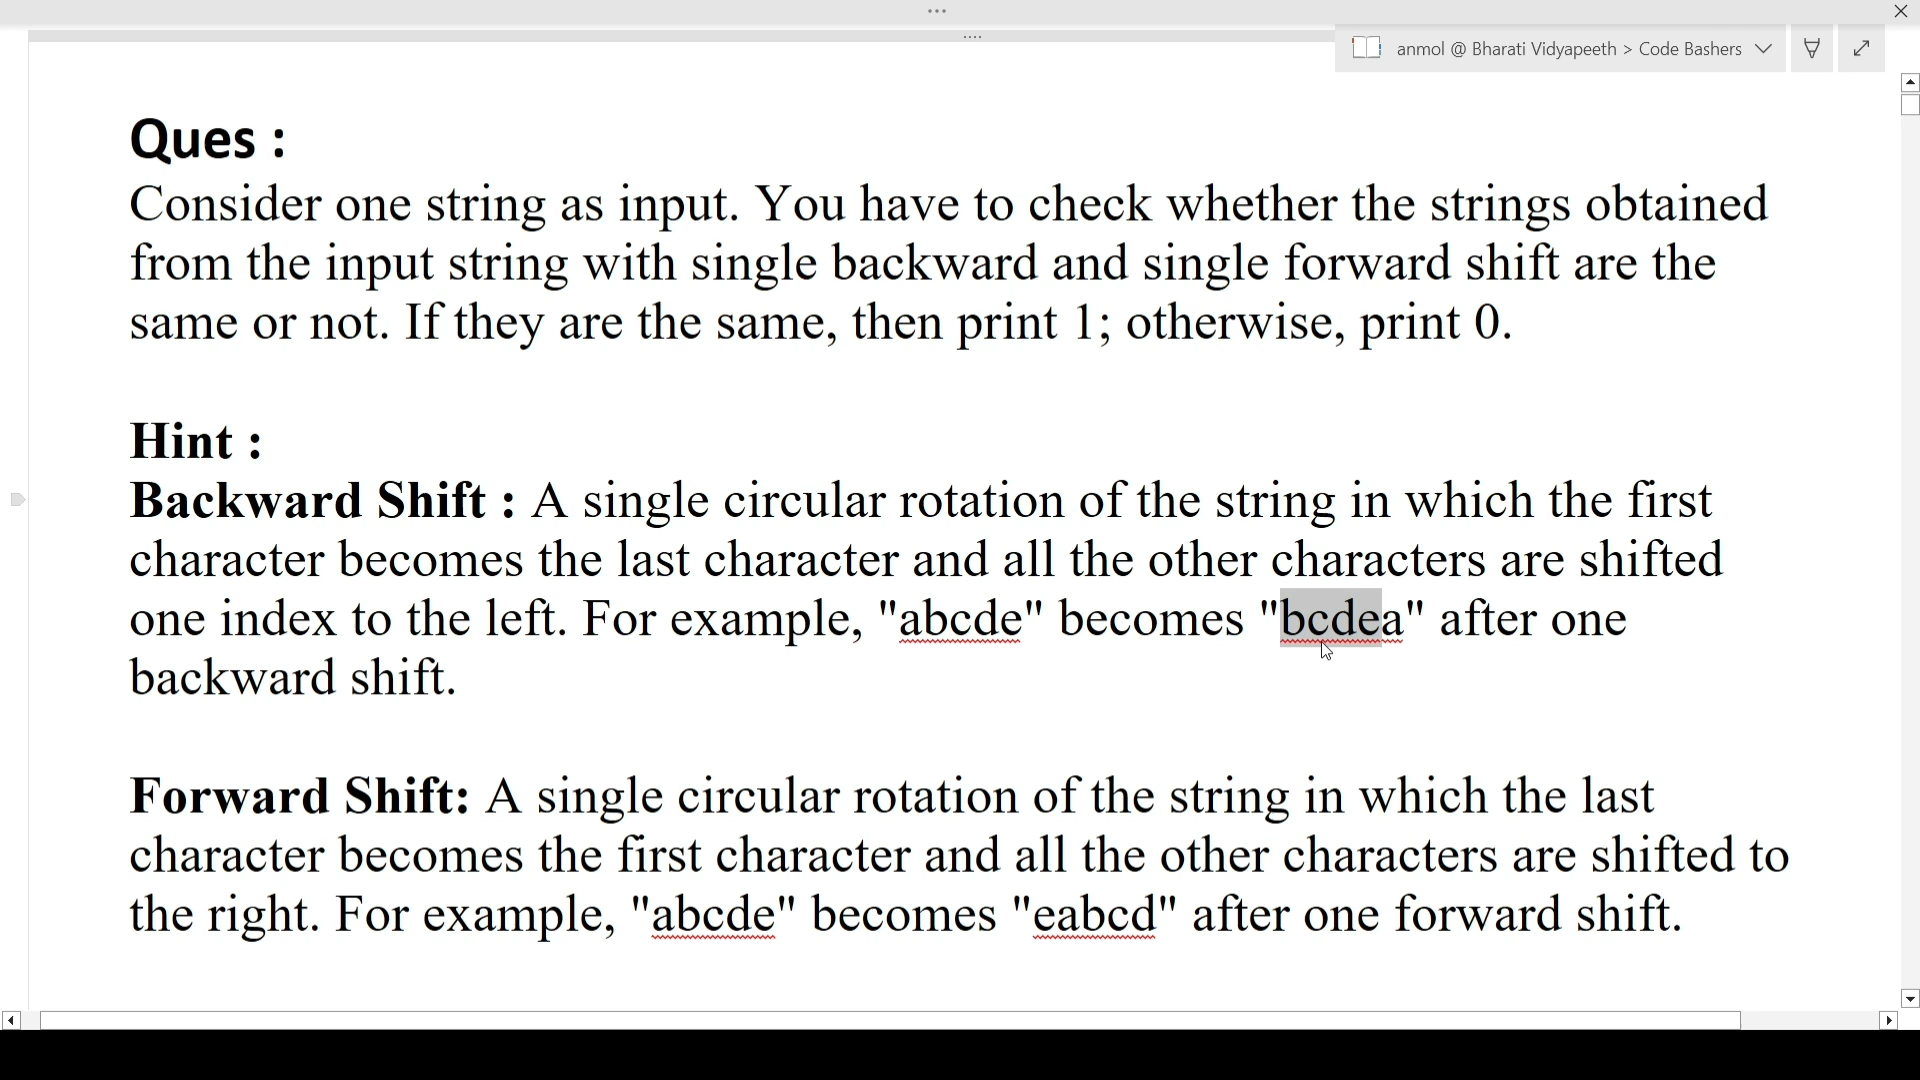 anmol @ Bharati Vidyapeeth > Code Bashers
Ques :
Consider one string as input. You have to check whether the strings obtained
from the input string with single backward and single forward shift are the
same or not. If they are the same, then print 1; otherwise, print 0.
Hint :
Backward Shift : A single circular rotation of the string in which the first
character becomes the last character and all the other characters are shifted
one index to the left. For example, "abcde" becomes "bcdea" after one
backward shift.
Forward Shift: A single circular rotation of the string in which the last
character becomes the first character and all the other characters are shifted to
the right. For example, "abcde" becomes "eabcd" after one forward shift.